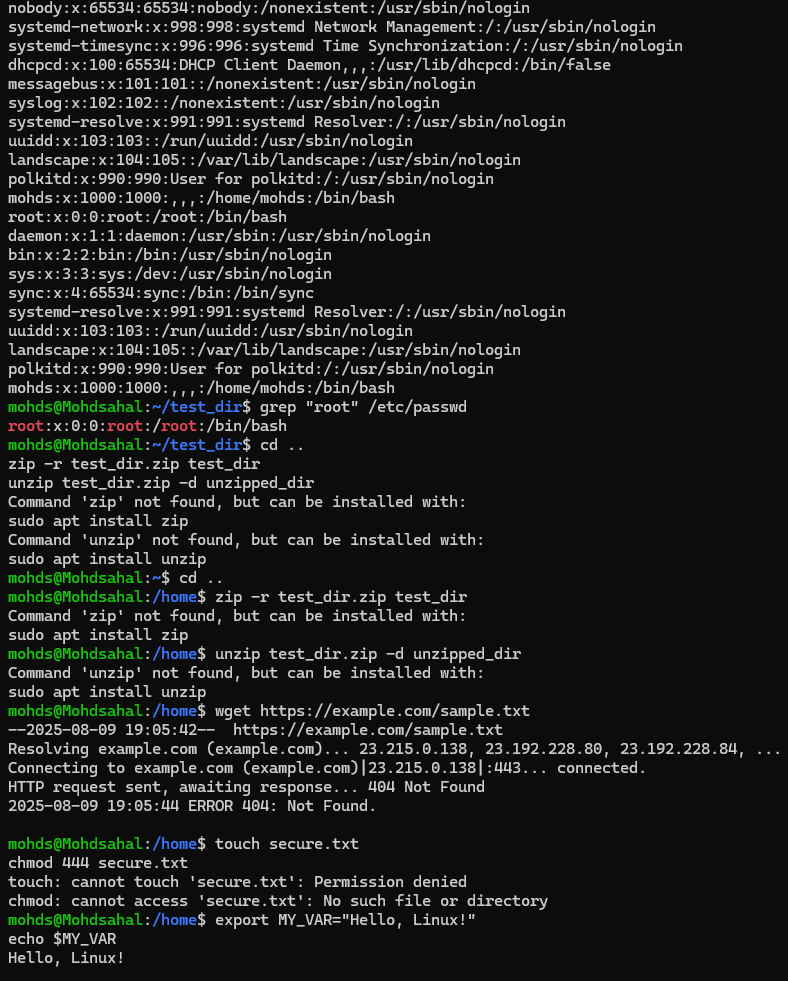 nobody:x:65534:65534:nobody:/nonexistent:/usr/sbin/nologin
systemd-network:x:998:998:systemd Network Management:/:/usr/sbin/nologin
systemd-timesync:x:996:996:systemd Time Synchronization:/:/usr/sbin/nologin
dhcpcd:x:100:65534:DHCP Client Daemon,,,:/usr/lib/dhcpcd:/bin/false
messagebus:x:101:101::/nonexistent:/usr/sbin/nologin
syslog:x:102:102::/nonexistent:/usr/sbin/nologin
systemd-resolve:x:991:991:systemd Resolver:/:/usr/sbin/nologin
uuidd:x:103:103::/run/uuidd:/usr/sbin/nologin
landscape:x:104:105::/var/lib/landscape:/usr/sbin/nologin
polkitd:x:990:990:User for polkitd:/:/usr/sbin/nologin
mohds:x:1000:1000:,,,:/home/mohds:/bin/bash
root:x:0:0:root:/root:/bin/bash
daemon:x:1:1:daemon:/usr/sbin:/usr/sbin/nologin
bin:x:2:2:bin:/bin:/usr/sbin/nologin
sys:x:3:3:sys:/dev:/usr/sbin/nologin
sync:x:4:65534:sync:/bin:/bin/sync
systemd-resolve:x:991:991:systemd Resolver:/:/usr/sbin/nologin
uuidd:x:103:103::/run/uuidd:/usr/sbin/nologin
landscape:x:104:105::/var/lib/landscape:/usr/sbin/nologin
polkitd:x:990:990:User for polkitd:/:/usr/sbin/nologin
mohds:x:1000:1000:,,,:/home/mohds:/bin/bash
mohds@Mohdsahal:~/test_dir$ grep "root" /etc/passwd
root:x:0:0:root:/root:/bin/bash
mohds@Mohdsahal:~/test_dir$ cd ..
zip -r test_dir.zip test_dir
unzip test_dir.zip -d unzipped_dir
Command 'zip' not found, but can be installed with:
sudo apt install zip
Command 'unzip' not found, but can be installed with:
sudo apt install unzip
mohds@Mohdsahal:~$ cd ..
mohds@Mohdsahal:/home$ zip -r test_dir.zip test_dir
Command 'zip' not found, but can be installed with:
sudo apt install zip
mohds@Mohdsahal:/home$ unzip test_dir.zip -d unzipped_dir
Command 'unzip' not found, but can be installed with:
sudo apt install unzip
mohds@Mohdsahal:/home$ wget https://example.com/sample.txt
--2025-08-09 19:05:42--  https://example.com/sample.txt
Resolving example.com (example.com)... 23.215.0.138, 23.192.228.80, 23.192.228.84, ...
Connecting to example.com (example.com)|23.215.0.138|:443... connected.
HTTP request sent, awaiting response... 404 Not Found
2025-08-09 19:05:44 ERROR 404: Not Found.

mohds@Mohdsahal:/home$ touch secure.txt
chmod 444 secure.txt
touch: cannot touch 'secure.txt': Permission denied
chmod: cannot access 'secure.txt': No such file or directory
mohds@Mohdsahal:/home$ export MY_VAR="Hello, Linux!"
echo $MY_VAR
Hello, Linux!